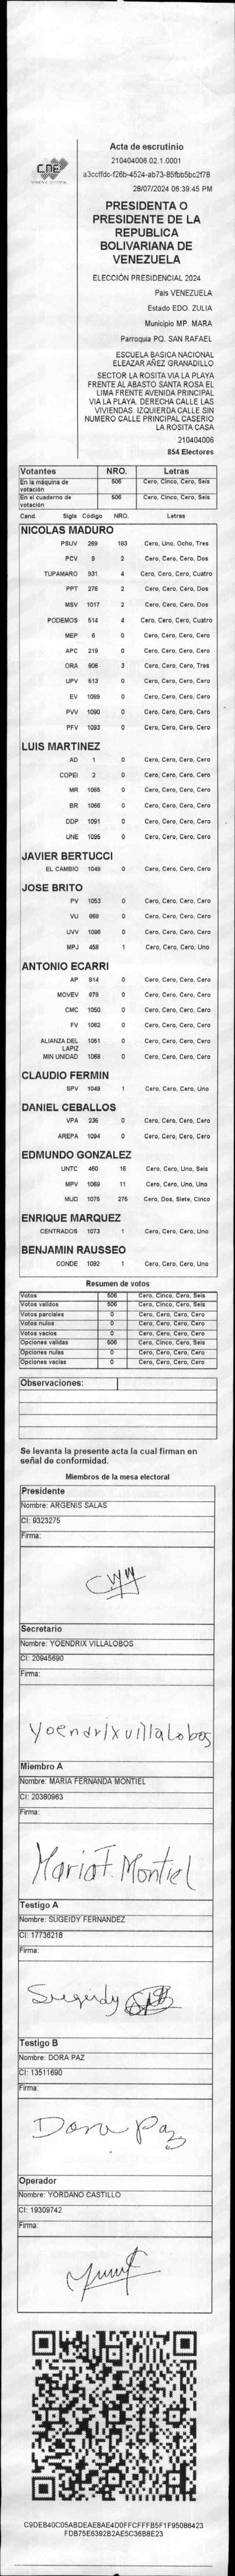 Acta de escrutinio
210404006.02.1.0001
a3ccffdc-f26b-4524-ab73-85fbb5bc2f78
28/07/2024 06:39:45 PM
CNE
PRESIDENTA O
PRESIDENTE DE LA
REPUBLICA
BOLIVARIANA DE
VENEZUELA
ELECCIÓN PRESIDENCIAL 2024
País VENEZUELA
Estado EDO. ZULIA
Municipio MP. MARA
Parroquia PQ. SAN RAFAEL
ESCUELA BASICA NACIONAL
ELEAZAR AÑEZ GRANADILLO
SECTOR LA ROSITA VIA LA PLAYA
FRENTE AL ABASTO SANTA ROSA EL
LIMA FRENTE AVENIDA PRINCIPAL
VIA LA PLAYA. DERECHA CALLE LAS
VIVIENDAS. IZQUIERDA CALLE SIN
NUMERO CALLE PRINCIPAL CASERIO
LA ROSITA CASA
210404006
854 Electores
Votantes NRO. Letras
En la máquina de votación 506 Cero, Cinco, Cero, Seis
En el cuaderno de votación 506 Cero, Cinco, Cero, Seis
Cand. Sigla Código NRO. Letras
NICOLAS MADURO
PSUV 269 183 Cero, Uno, Ocho, Tres
PCV 9 2 Cero, Cero, Cero, Dos
TUPAMARO 931 4 Cero, Cero, Cero, Cuatro
PPT 276 2 Cero, Cero, Cero, Dos
MSV 1017 2 Cero, Cero, Cero, Dos
PODEMOS 514 4 Cero, Cero, Cero, Cuatro
MEP 6 0 Cero, Cero, Cero, Cero
APC 219 0 Cero, Cero, Cero, Cero
ORA 906 3 Cero, Cero, Cero, Tres
UPV 513 0 Cero, Cero, Cero, Cero
EV 1089 0 Cero, Cero, Cero, Cero
PVV 1090 0 Cero, Cero, Cero, Cero
PFV 1093 0 Cero, Cero, Cero, Cero
LUIS MARTINEZ
AD 1 0 Cero, Cero, Cero, Cero
COPEI 2 0 Cero, Cero, Cero, Cero
MR 1065 0 Cero, Cero, Cero, Cero
BR 1066 0 Cero, Cero, Cero, Cero
DDP 1091 0 Cero, Cero, Cero, Cero
UNE 1095 0 Cero, Cero, Cero, Cero
JAVIER BERTUCCI
EL CAMBIO 1048 0 Cero, Cero, Cero, Cero
JOSE BRITO
PV 1053 0 Cero, Cero, Cero, Cero
VU 868 0 Cero, Cero, Cero, Cero
UVV 1096 0 Cero, Cero, Cero, Cero
MPJ 458 1 Cero, Cero, Cero, Uno
ANTONIO ECARRI
AP 814 0 Cero, Cero, Cero, Cero
MOVEV 978 0 Cero, Cero, Cero, Cero
CMC 1050 0 Cero, Cero, Cero, Cero
FV 1062 0 Cero, Cero, Cero, Cero
ALIANZA DEL LAPIZ 1051 0 Cero, Cero, Cero, Cero
MIN UNIDAD 1068 0 Cero, Cero, Cero, Cero
CLAUDIO FERMIN
SPV 1049 1 Cero, Cero, Cero, Uno
DANIEL CEBALLOS
VPA 236 0 Cero, Cero, Cero, Cero
AREPA 1094 0 Cero, Cero, Cero, Cero
EDMUNDO GONZALEZ
UNTC 460 16 Cero, Cero, Uno, Seis
MPV 1069 11 Cero, Cero, Uno, Uno
MUD 1075 275 Cero, Dos, Siete, Cinco
ENRIQUE MARQUEZ
CENTRADOS 1073 1 Cero, Cero, Cero, Uno
BENJAMIN RAUSSEO
CONDE 1092 1 Cero, Cero, Cero, Uno
Resumen de votos
Votos 506 Cero, Cinco, Cero, Seis
Votos validos 506 Cero, Cinco, Cero, Seis
Votos parciales 0 Cero, Cero, Cero, Cero
Votos nulos 0 Cero, Cero, Cero, Cero
Votos vacios 0 Cero, Cero, Cero, Cero
Opciones validas 506 Cero, Cinco, Cero, Seis
Opciones nulas 0 Cero, Cero, Cero, Cero
Opciones vacias 0 Cero, Cero, Cero, Cero
Observaciones:
Se levanta la presente acta la cual firman en
señal de conformidad.
Miembros de la mesa electoral
Presidente
Nombre: ARGENIS SALAS
CI: 9323275
Firma:
Secretario
Nombre: YOENDRIX VILLALOBOS
CI: 20945690
Firma:
Yoendrix villalobos
Miembro A
Nombre: MARIA FERNANDA MONTIEL
CI: 20380963
Firma:
Maria F. Montiel
Testigo A
Nombre: SUGEIDY FERNANDEZ
CI: 17736218
Firma:
Sugeidy
Testigo B
Nombre: DORA PAZ
CI: 13511690
Firma:
Dora Paz
Operador
Nombre: YORDANO CASTILLO
CI: 19309742
Firma:
C9DEB40C05ABDEAE8AE4D0FFCFFFB5F1F95086423
FDB75E6392B2AE5C36B8E23